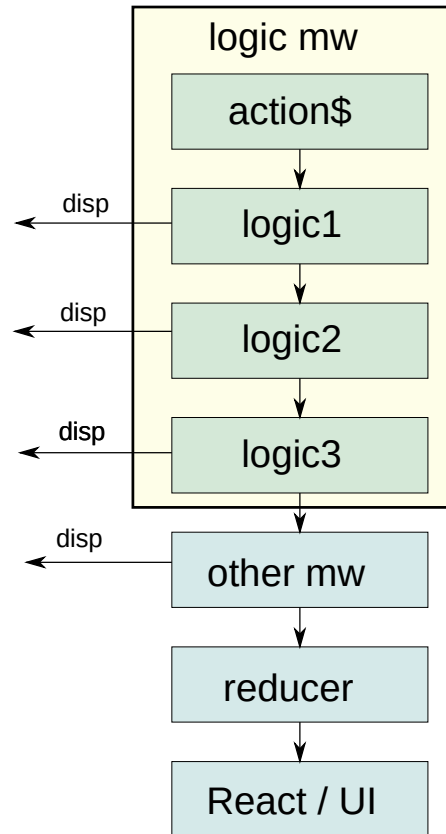 logic mw
action$
disp
logic1
disp
logic2
disp
logic3
disp
other mw
reducer
React / UI